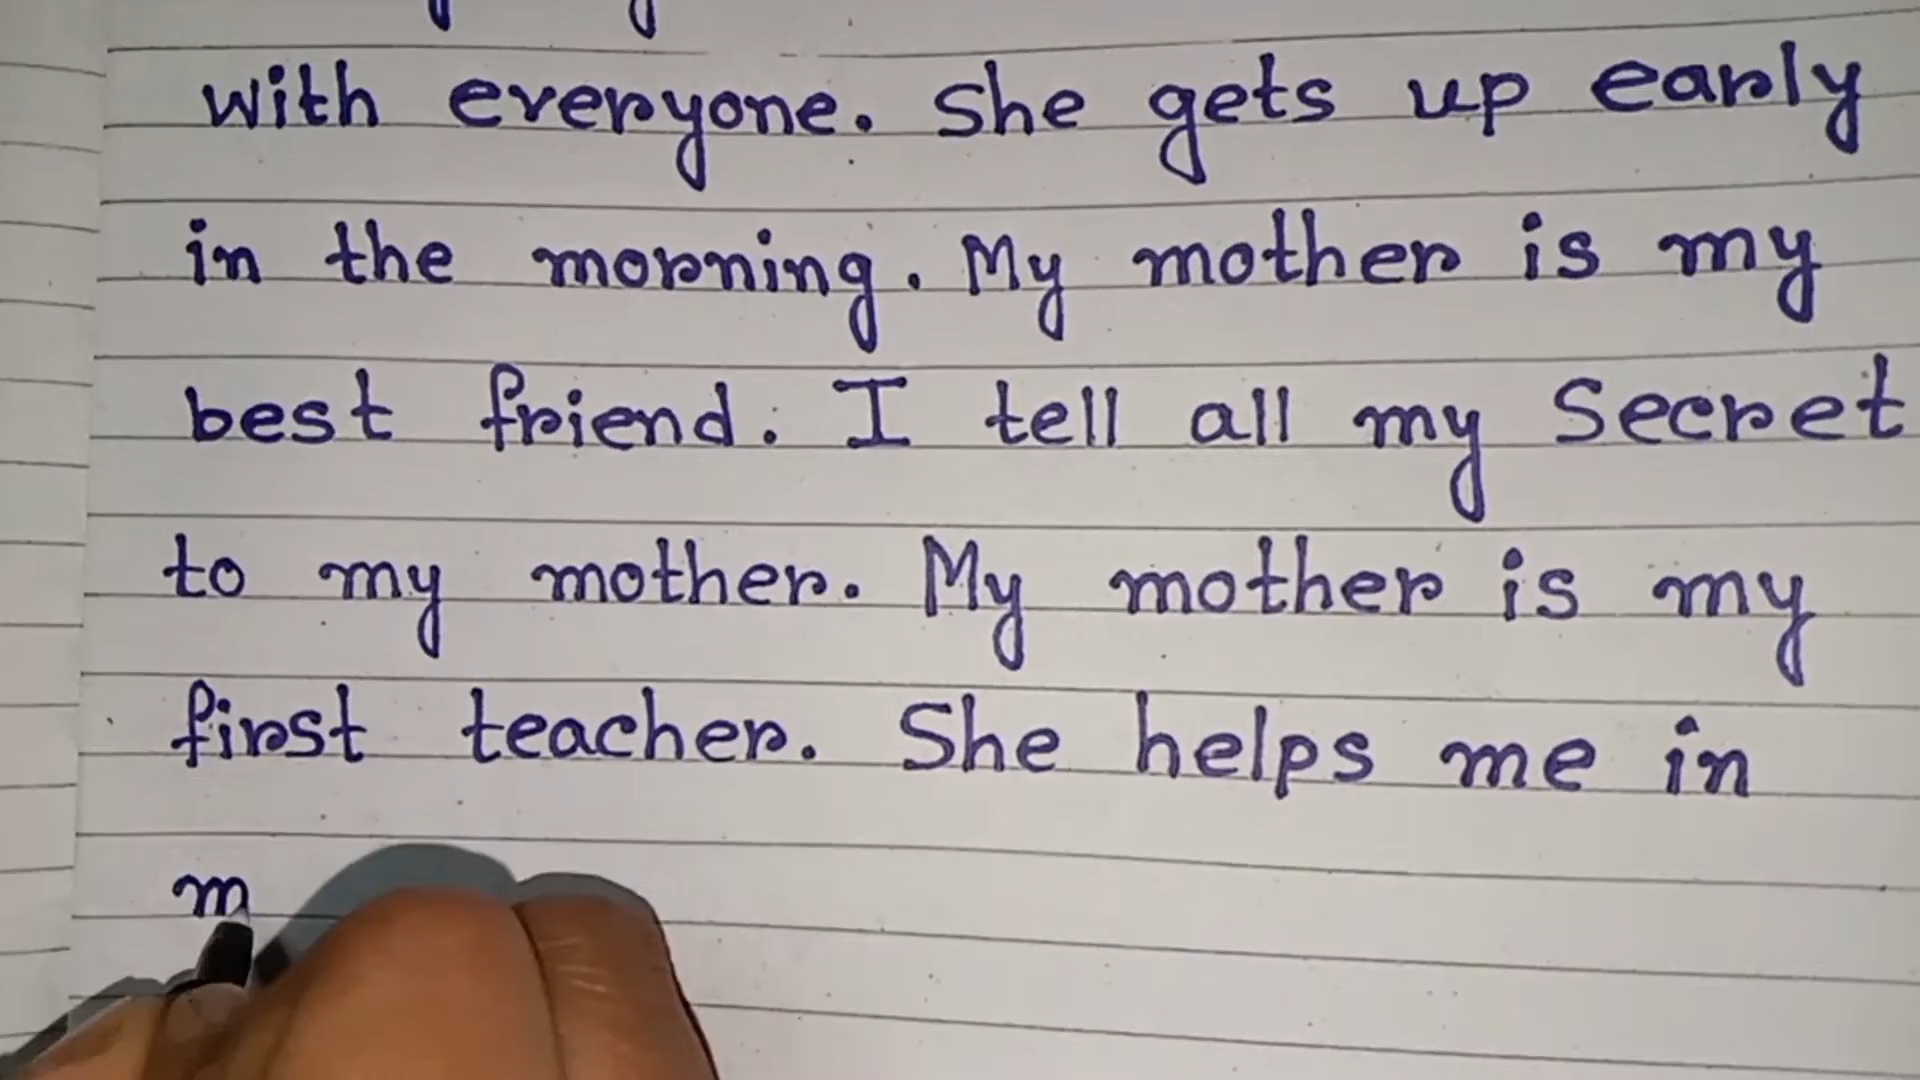 with everyone. She gets up early
in the morning. My mother is my
best friend. I tell all my Secret
to my mother. My mother is my
first teacher. She helps me in
m